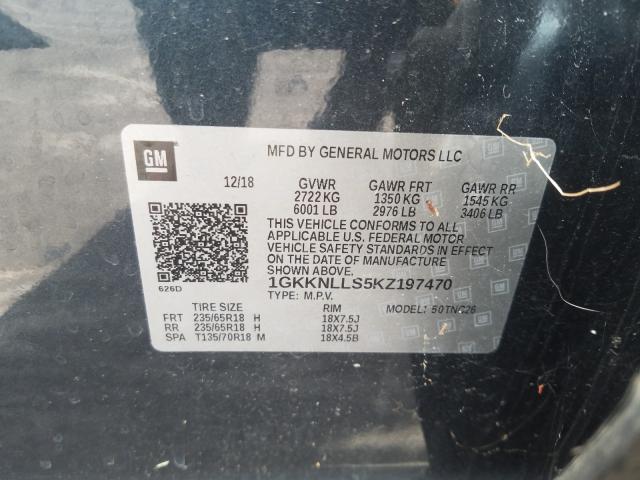 GM
MFD BY GENERAL MOTORS LLC
12/18 GVWR GAWR FRT GAWR RR
2722 KG 1350 KG 1545 KG
6001 LB 2976 LB 3406 LB
THIS VEHICLE CONFORMS TO ALL
APPLICABLE U.S. FEDERAL MOTOR
VEHICLE SAFETY STANDARDS IN EFFECT
ON THE DATE OF MANUFACTURE
SHOWN ABOVE.
1GKKNLLS5KZ197470
626D
TYPE: M.P.V. MODEL: 50TNC26
TIRE SIZE RIM
FRT 235/65R18 H 18X7.5J
RR 235/65R18 H 18X7.5J
SPA T135/70R18 M 18X4.5B